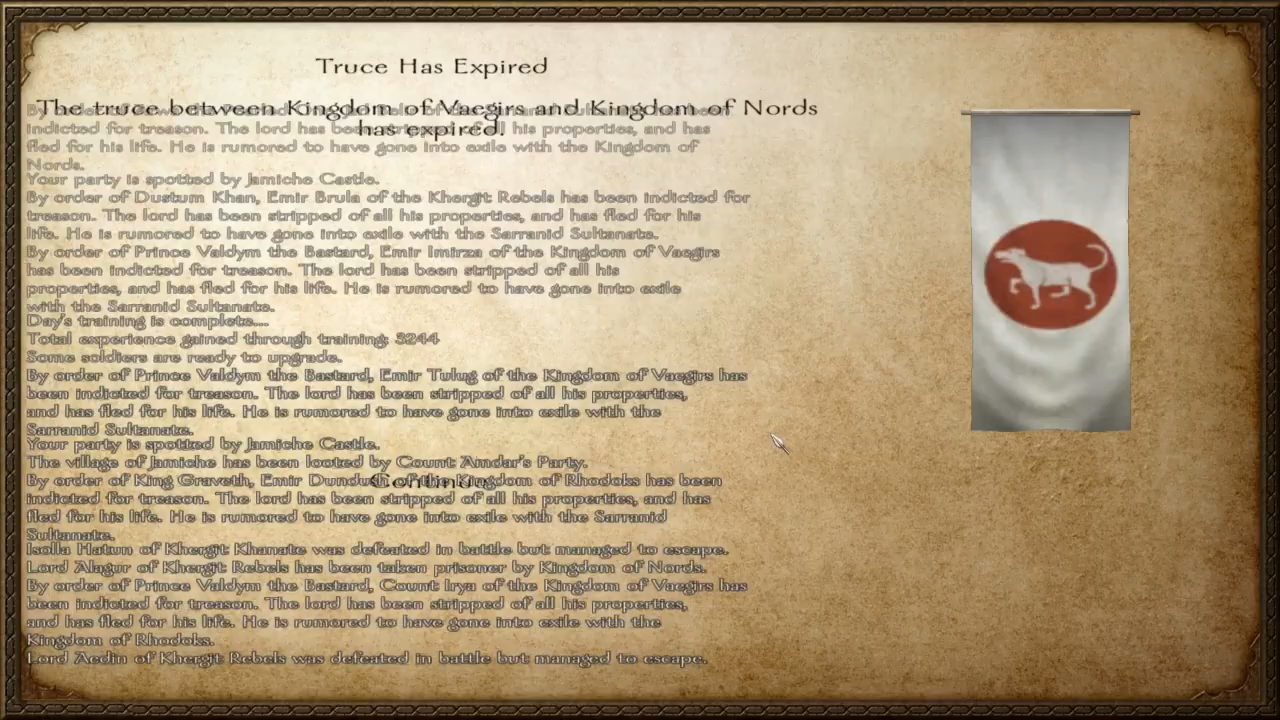 Truce Has Expired
The truce between Kingdom of Vaegirs and Kingdom of Nords
has expired.
indicted for treason. The lord has been stripped of all his properties, and has
fled for his life. He is rumored to have gone into exile with the Kingdom of
Nords.
Your party is spotted by Jamiche Castle.
By order of Dustum Khan, Emir Brula of the Khergit Rebels has been indicted for
treason. The lord has been stripped of all his properties, and has fled for his
life. He is rumored to have gone into exile with the Sarranid Sultanate.
By order of Prince Valdym the Bastard, Emir Imirza of the Kingdom of Vaegirs
has been indicted for treason. The lord has been stripped of all his
properties, and has fled for his life. He is rumored to have gone into exile
with the Sarranid Sultanate.
Day's training is complete...
Total experience gained through training: 3244
Some soldiers are ready to upgrade.
By order of Prince Valdym the Bastard, Emir Tulug of the Kingdom of Vaegirs has
been indicted for treason. The lord has been stripped of all his properties,
and has fled for his life. He is rumored to have gone into exile with the
Sarranid Sultanate.
Your party is spotted by Jamiche Castle.
The village of Jamiche has been looted by Count Amdar's Party.
By order of King Graveth, Emir Dundush of the Kingdom of Rhodoks has been
Continue...
indicted for treason. The lord has been stripped of all his properties, and has
fled for his life. He is rumored to have gone into exile with the Sarranid
Sultanate.
Isolla Hatun of Khergit Khanate was defeated in battle but managed to escape.
Lord Alagur of Khergit Rebels has been taken prisoner by Kingdom of Nords.
By order of Prince Valdym the Bastard, Count Irya of the Kingdom of Vaegirs has
been indicted for treason. The lord has been stripped of all his properties,
and has fled for his life. He is rumored to have gone into exile with the
Kingdom of Rhodoks.
Lord Aedin of Khergit Rebels was defeated in battle but managed to escape.